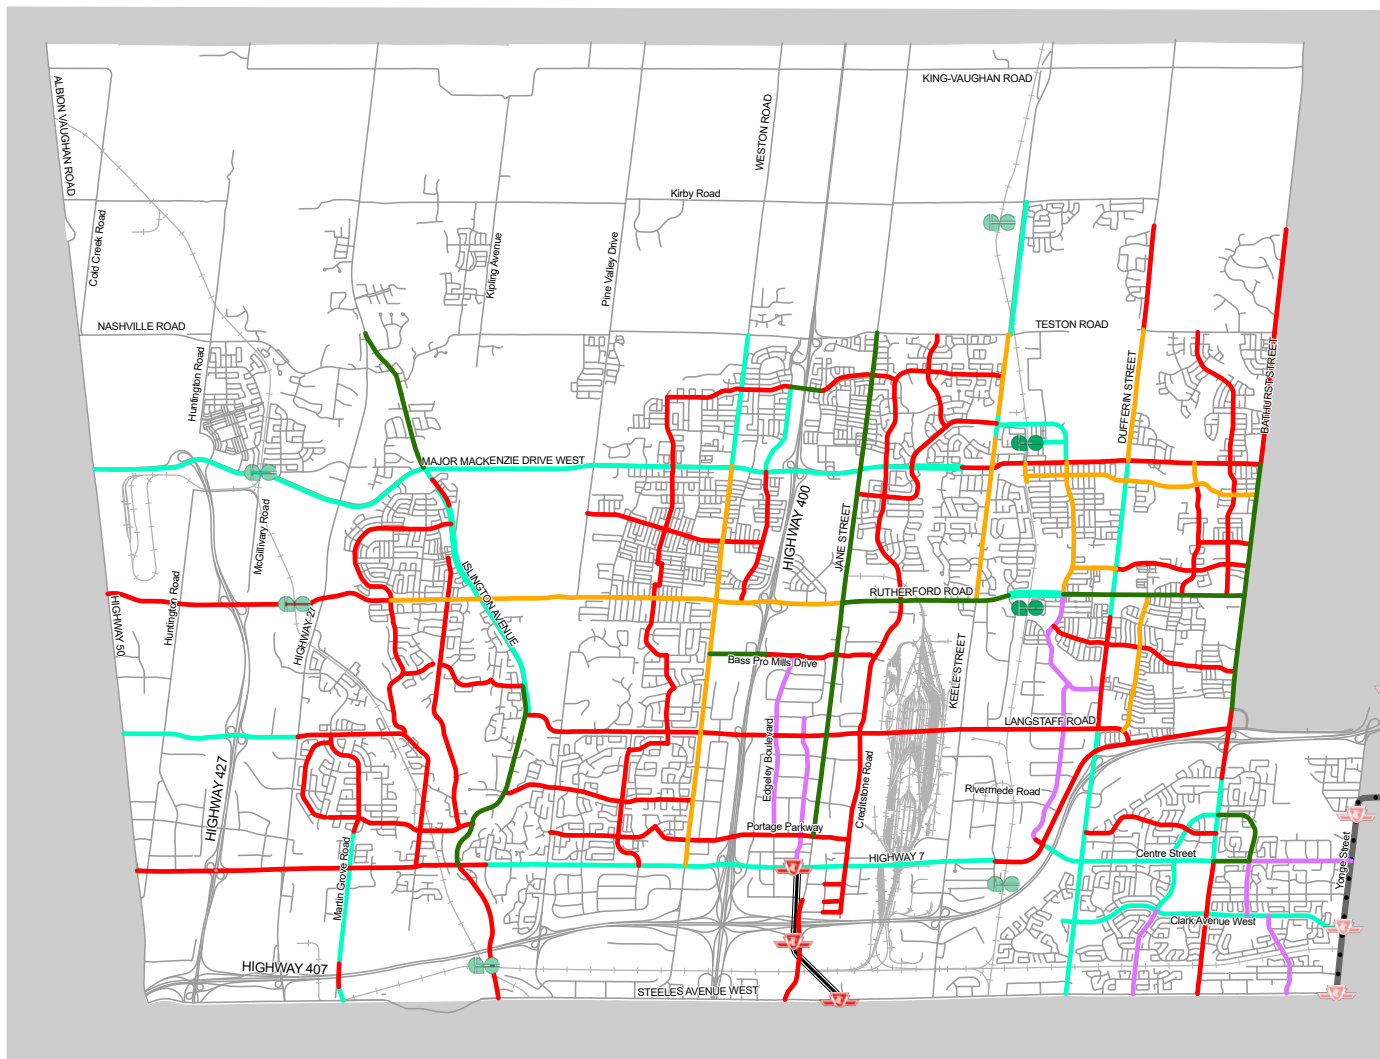 KING-VAUGHAN ROAD
ALBION VAUGHAN ROAD
WESTON ROAD
Kirby Road
Cold Creek Road
Kipling Avenue
Pine Valley Drive
NASHVILLE ROAD
TESTON ROAD
Huntington Road
DUFFERIN STREET
BATHURST STREET
MAJOR MACKENZIE DRIVE WEST
HIGHWAY 400
McGillivary Road
JANE STREET
ISLINGTON AVENUE
RUTHERFORD ROAD
HIGHWAY 50
Huntington Road
HIGHWAY 27
KEELE STREET
Bass Pro Mills Drive
LANGSTAFF ROAD
Edgeley Boulevard
Creditstone Road
HIGHWAY 427
Rivermede Road
Portage Parkway
Martin Grove Road
HIGHWAY 7
Centre Street
Yonge Street
Clark Avenue West
HIGHWAY 407
STEELES AVENUE WEST